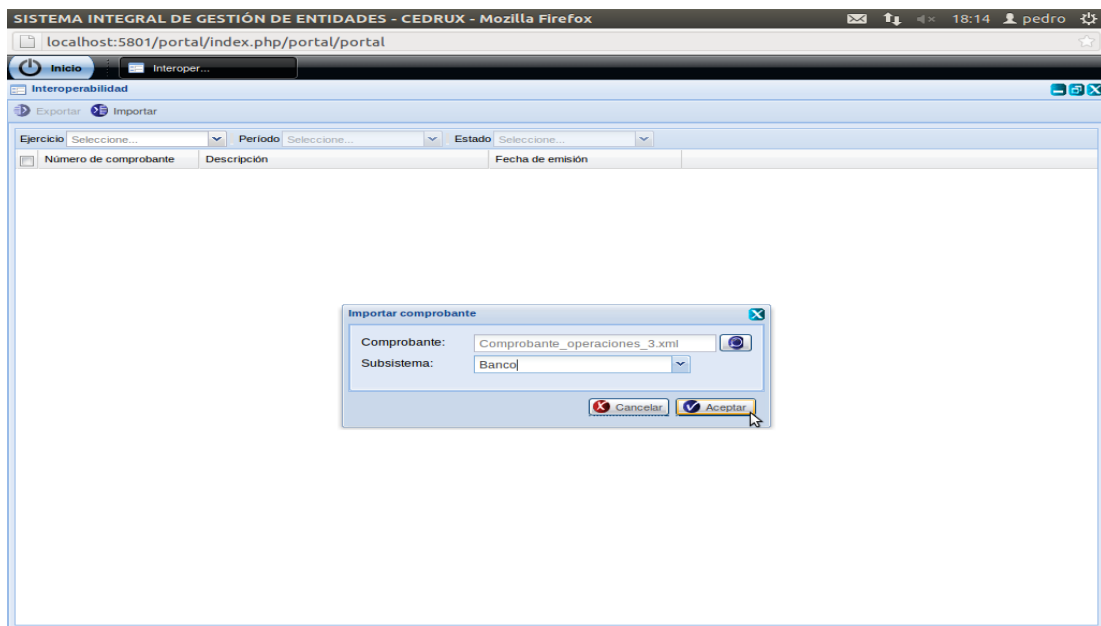 SISTEMA INTEGRAL DE GESTIÓN DE ENTIDADES - CEDRUX - Mozilla Firefox 18:14 pedro
localhost:5801/portal/index.php/portal/portal
Inicio Interoper...
Interoperabilidad
Exportar Importar
Ejercicio Seleccione... Período Seleccione... Estado Seleccione...
Número de comprobante Descripción Fecha de emisión
Importar comprobante
Comprobante: Comprobante_operaciones_3.xml
Subsistema: Banco
Cancelar Aceptar